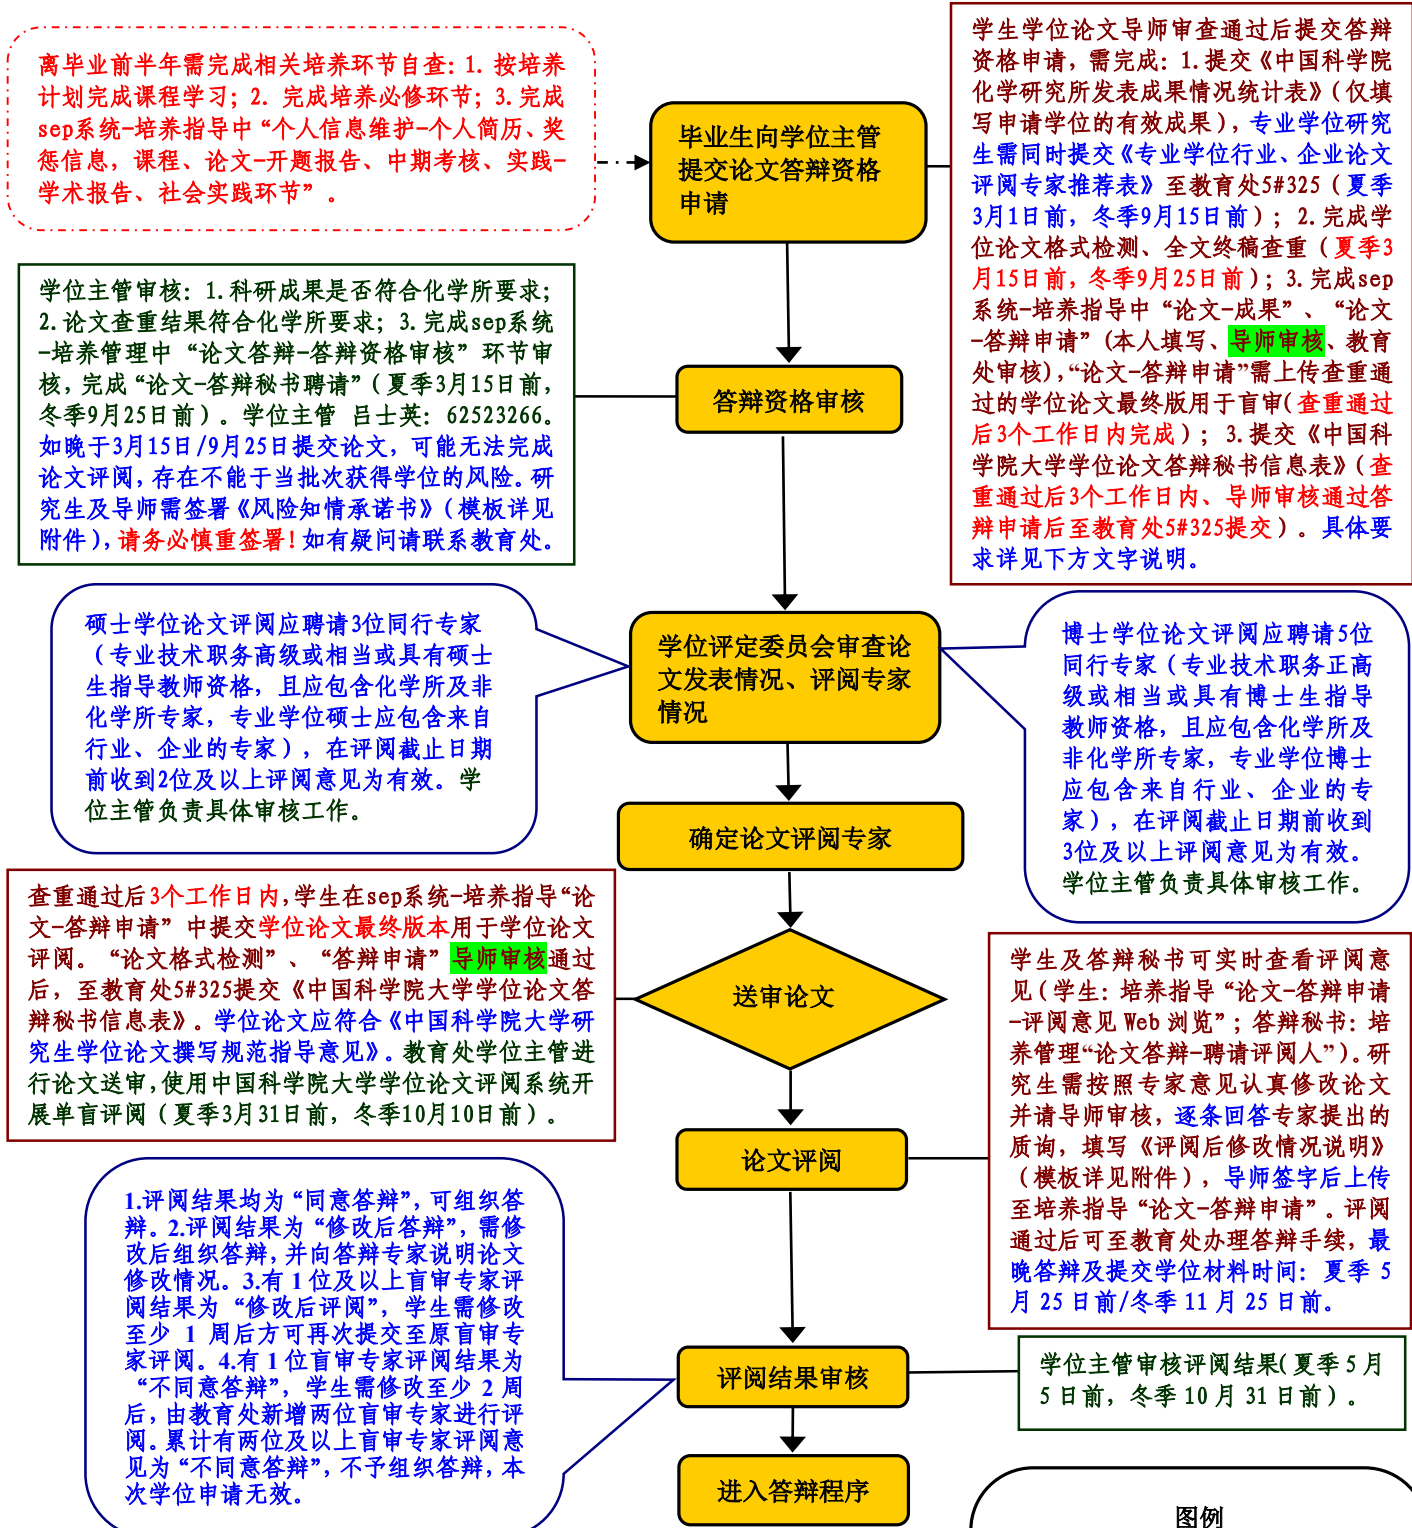 离毕业前半年需完成相关培养环节自查：1. 按培养
计划完成课程学习；2. 完成培养必修环节；3. 完成
sep系统-培养指导中“个人信息维护-个人简历、奖
惩信息，课程、论文-开题报告、中期考核、实践-
学术报告、社会实践环节”。
毕业生向学位主管
提交论文答辩资格
申请
学生学位论文导师审查通过后提交答辩
资格申请，需完成：1.提交《中国科学院
化学研究所发表成果情况统计表》（仅填
写申请学位的有效成果），专业学位研究
生需同时提交《专业学位行业、企业论文
评阅专家推荐表》至教育处5#325（夏季
3月1日前，冬季9月15日前）；2.完成学
位论文格式检测、全文终稿查重（夏季3
月15日前，冬季9月25日前）；3.完成sep
系统-培养指导中“论文-成果”、“论文
-答辩申请”（本人填写、导师审核、教育
处审核），“论文-答辩申请”需上传查重通
过的学位论文最终版用于盲审（查重通过
后3个工作日内完成）；3.提交《中国科
学院大学学位论文答辩秘书信息表》（查
重通过后3个工作日内、导师审核通过答
辩申请后至教育处5#325提交）。具体要
求详见下方文字说明。
学位主管审核：1.科研成果是否符合化学所要求；
2.论文查重结果符合化学所要求；3.完成sep系统
-培养管理中“论文答辩-答辩资格审核”环节审
核，完成“论文-答辩秘书聘请”（夏季3月15日前，
冬季9月25日前）。学位主管 吕士英：62523266。
如晚于3月15日/9月25日提交论文，可能无法完成
论文评阅，存在不能于当批次获得学位的风险。研
究生及导师需签署《风险知情承诺书》（模板详见
附件），请务必慎重签署！如有疑问请联系教育处。
答辩资格审核
硕士学位论文评阅应聘请3位同行专家
（专业技术职务高级或相当或具有硕士
生指导教师资格，且应包含化学所及非
化学所专家，专业学位硕士应包含来自
行业、企业的专家），在评阅截止日期
前收到2位及以上评阅意见为有效。学
位主管负责具体审核工作。
学位评定委员会审查论
文发表情况、评阅专家
情况
博士学位论文评阅应聘请5位
同行专家（专业技术职务正高
级或相当或具有博士生指导
教师资格，且应包含化学所及
非化学所专家，专业学位博士
应包含来自行业、企业的专
家），在评阅截止日期前收到
3位及以上评阅意见为有效。
学位主管负责具体审核工作。
确定论文评阅专家
查重通过后3个工作日内，学生在sep系统-培养指导“论
文-答辩申请”中提交学位论文最终版本用于学位论文
评阅。“论文格式检测”、“答辩申请”导师审核通过
后，至教育处5#325提交《中国科学院大学学位论文答
辩秘书信息表》。学位论文应符合《中国科学院大学研
究生学位论文撰写规范指导意见》。教育处学位主管进
行论文送审，使用中国科学院大学学位论文评阅系统开
展单盲评阅（夏季3月31日前，冬季10月10日前）。
送审论文
学生及答辩秘书可实时查看评阅意
见（学生：培养指导“论文-答辩申请
-评阅意见 Web 浏览”；答辩秘书：培
养管理“论文答辩-聘请评阅人”）。研
究生需按照专家意见认真修改论文
并请导师审核，逐条回答专家提出的
质询，填写《评阅后修改情况说明》
（模板详见附件），导师签字后上传
至培养指导“论文-答辩申请”。评阅
通过后可至教育处办理答辩手续，最
晚答辩及提交学位材料时间：夏季 5
月 25 日前/冬季 11 月 25 日前。
论文评阅
1.评阅结果均为“同意答辩”，可组织答
辩。2.评阅结果为“修改后答辩”，需修
改后组织答辩，并向答辩专家说明论文
修改情况。3.有 1 位及以上盲审专家评
阅结果为“修改后评阅”，学生需修改
至少 1 周后方可再次提交至原盲审专
家评阅。4.有 1 位盲审专家评阅结果为
“不同意答辩”，学生需修改至少 2 周
后，由教育处新增两位盲审专家进行评
阅。累计有两位及以上盲审专家评阅意
见为“不同意答辩”，不予组织答辩，本
次学位申请无效。
评阅结果审核
学位主管审核评阅结果（夏季 5 月
5 日前，冬季 10 月 31 日前）。
进入答辩程序
图例